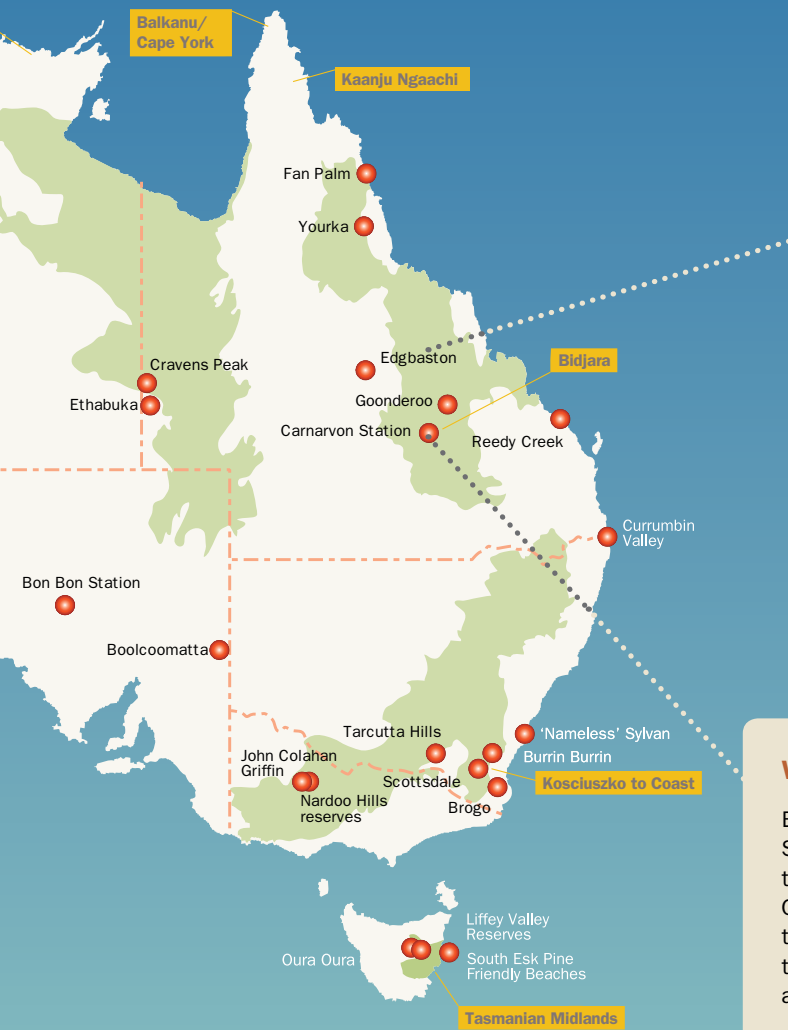 Balkanu/
Cape York
Kaanju Ngaachi
Fan Palm
Yourka
Cravens Peak
Edgbaston
Bidjara
Ethabuka
Goonderoo
Carnarvon Station
Reedy Creek
Currumbin
Valley
Bon Bon Station
Boolcoomatta
Tarcutta Hills
'Nameless' Sylvan
John Colahan
Griffin
Burrin Burrin
Scottsdale
Kosciuszko to Coast
Nardoo Hills
reserves
Brogo
Liffey Valley
Reserves
Oura Oura
South Esk Pine
Friendly Beaches
Tasmanian Midlands